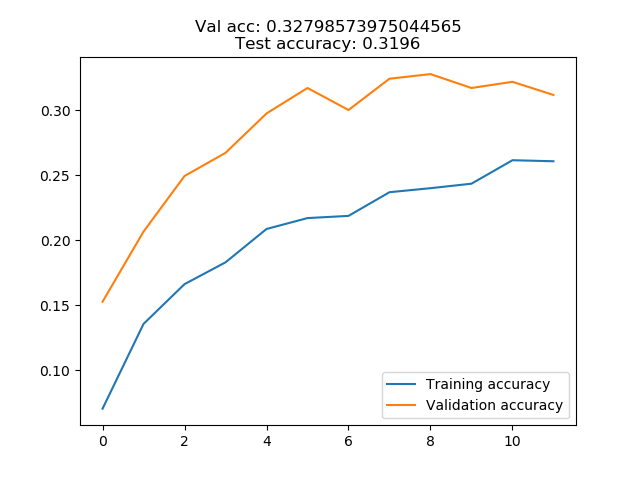 Val acc: 0.32798573975044565
Test accuracy: 0.3196
0.30
0.25
0.20
0.15
0.10
Training accuracy
Validation accuracy
0 2 4 6 8 10